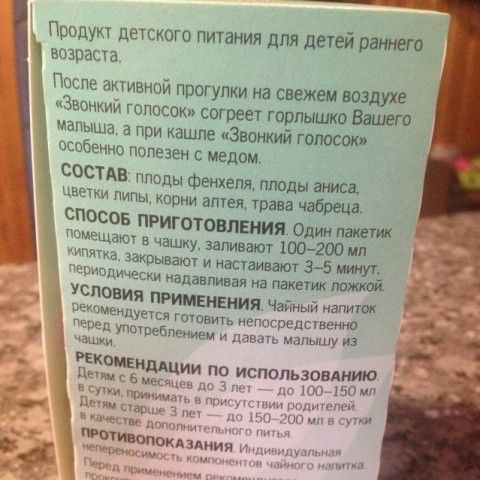 Продукт детского питания для детей раннего
возраста.
После активной прогулки на свежем воздухе
«Звонкий голосок» согреет горлышко Вашего
малыша, а при кашле «Звонкий голосок»
особенно полезен с медом.
СОСТАВ: плоды фенхеля, плоды аниса,
цветки липы, корни алтея, трава чабреца.
СПОСОБ ПРИГОТОВЛЕНИЯ. Один пакетик
помещают в чашку, заливают 100–200 мл
кипятка, закрывают и настаивают 3–5 минут,
периодически надавливая на пакетик ложкой.
УСЛОВИЯ ПРИМЕНЕНИЯ. Чайный напиток
рекомендуется готовить непосредственно
перед употреблением и давать малышу из
чашки.
РЕКОМЕНДАЦИИ ПО ИСПОЛЬЗОВАНИЮ.
Детям с 6 месяцев до 3 лет — до 100–150 мл
в сутки, принимать в присутствии родителей.
Детям старше 3 лет — до 150–200 мл в сутки
в качестве дополнительного питья.
ПРОТИВОПОКАЗАНИЯ. Индивидуальная
непереносимость компонентов чайного напитка.
Перед применением